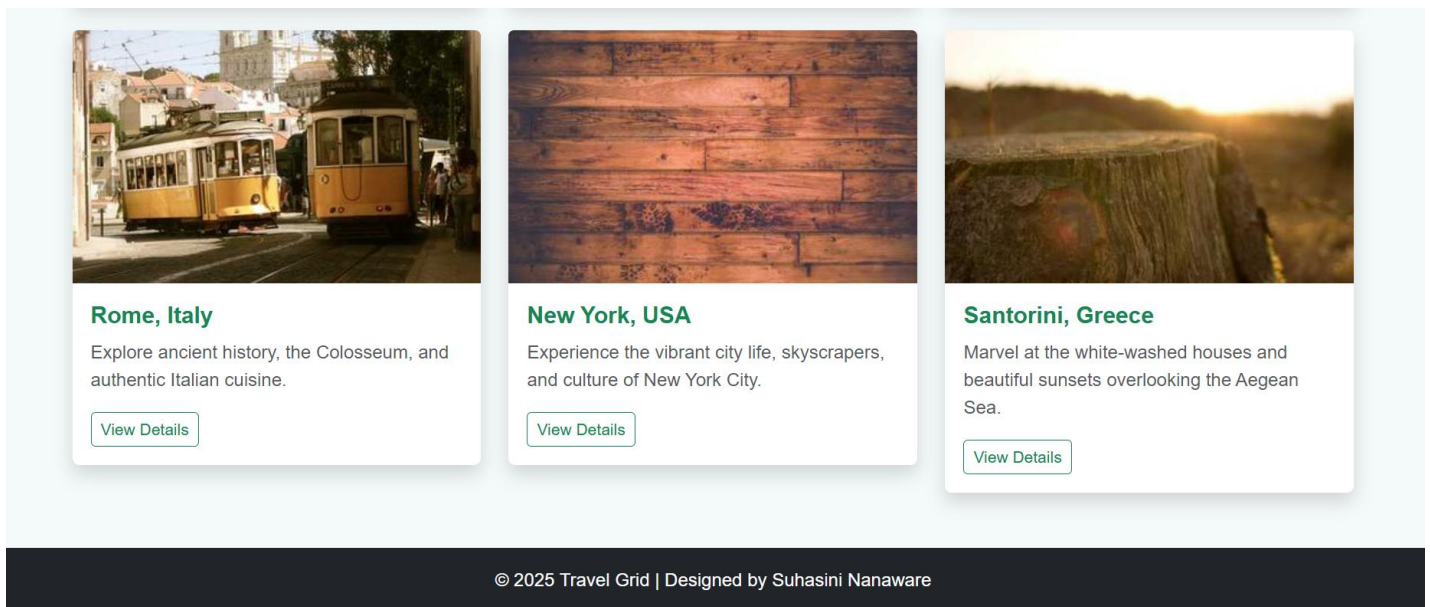 Rome, Italy
Explore ancient history, the Colosseum, and
authentic Italian cuisine.
View Details
New York, USA
Experience the vibrant city life, skyscrapers,
and culture of New York City.
View Details
Santorini, Greece
Marvel at the white-washed houses and
beautiful sunsets overlooking the Aegean
Sea.
View Details
© 2025 Travel Grid | Designed by Suhasini Nanaware